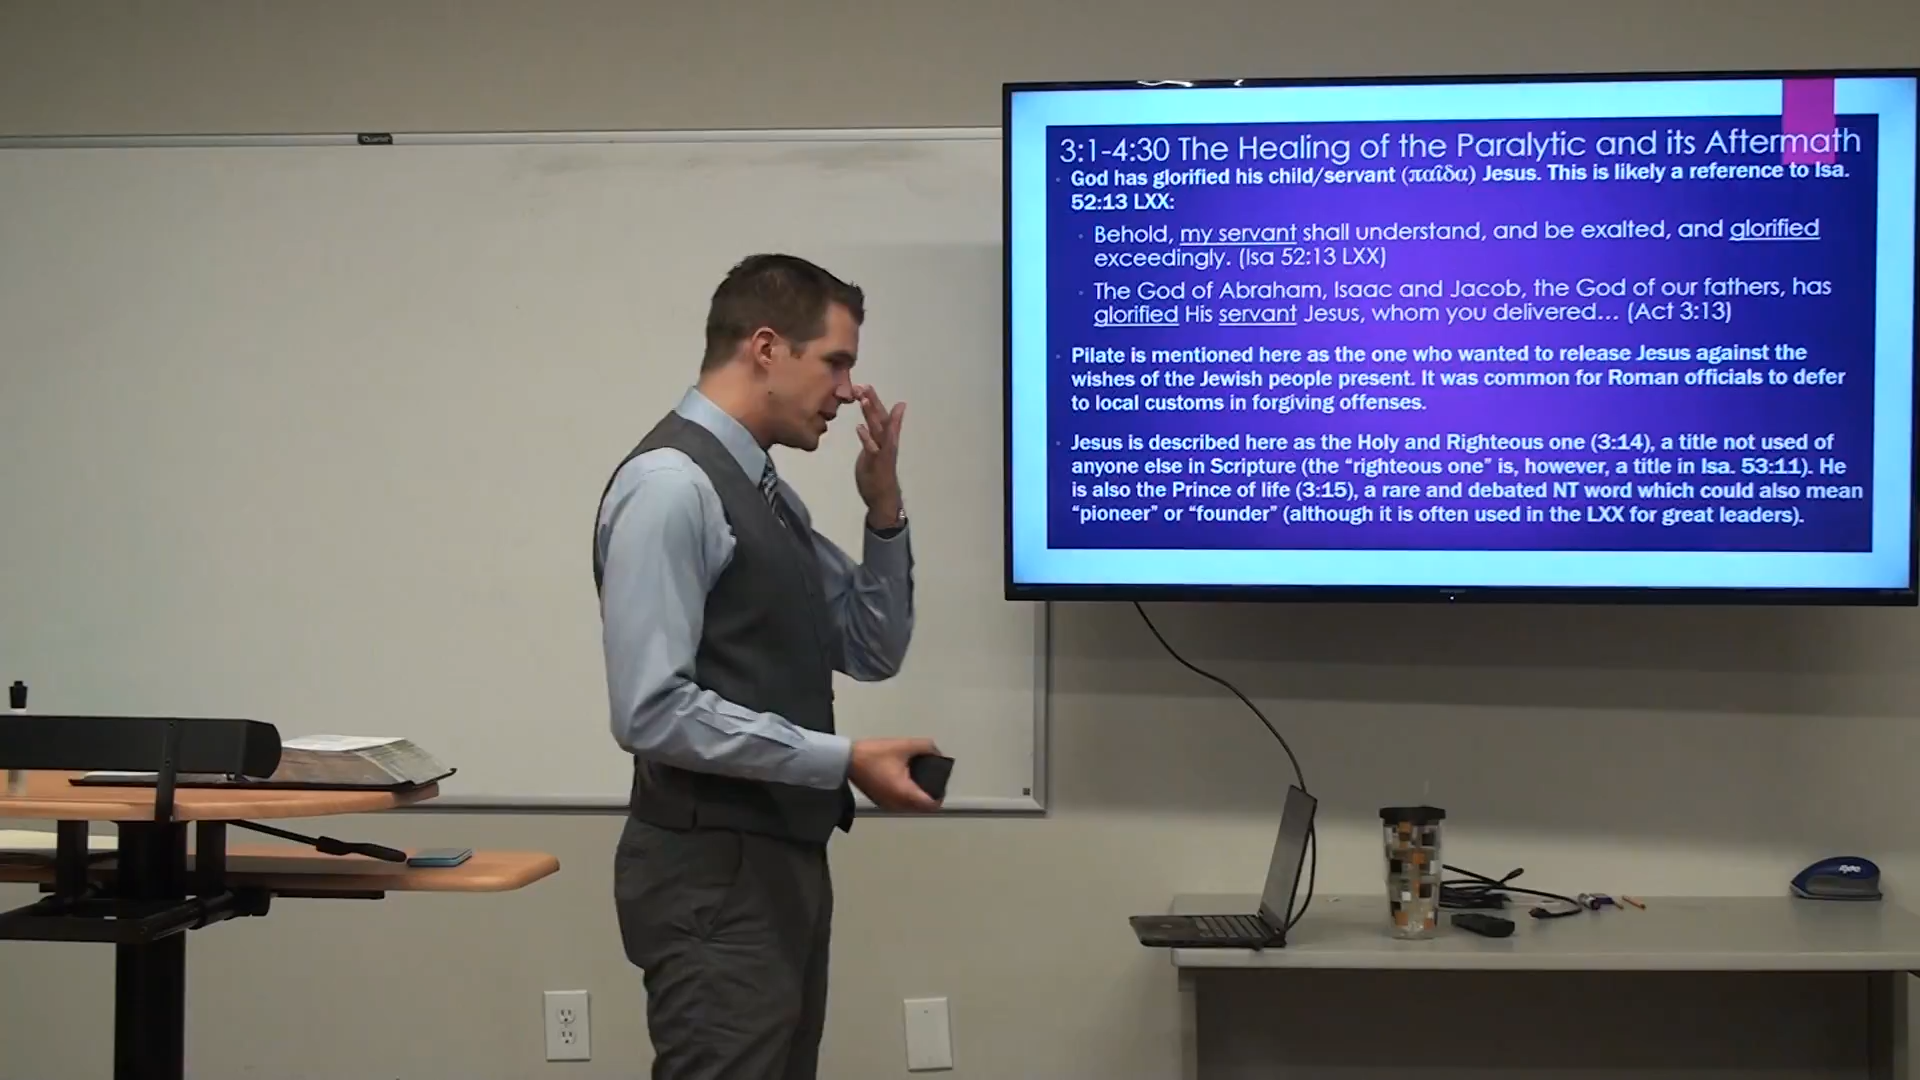 3:1-4:30 The Healing of the Paralytic and its Aftermath
God has glorified his child/servant (παῖδα) Jesus. This is likely a reference to Isa.
52:13 LXX:
Behold, my servant shall understand, and be exalted, and glorified
exceedingly. (Isa 52:13 LXX)
The God of Abraham, Isaac and Jacob, the God of our fathers, has
glorified His servant Jesus, whom you delivered... (Act 3:13)
Pilate is mentioned here as the one who wanted to release Jesus against the
wishes of the Jewish people present. It was common for Roman officials to defer
to local customs in forgiving offenses.
Jesus is described here as the Holy and Righteous one (3:14), a title not used of
anyone else in Scripture (the “righteous one” is, however, a title in Isa. 53:11). He
is also the Prince of life (3:15), a rare and debated NT word which could also mean
“pioneer” or “founder” (although it is often used in the LXX for great leaders).
expo